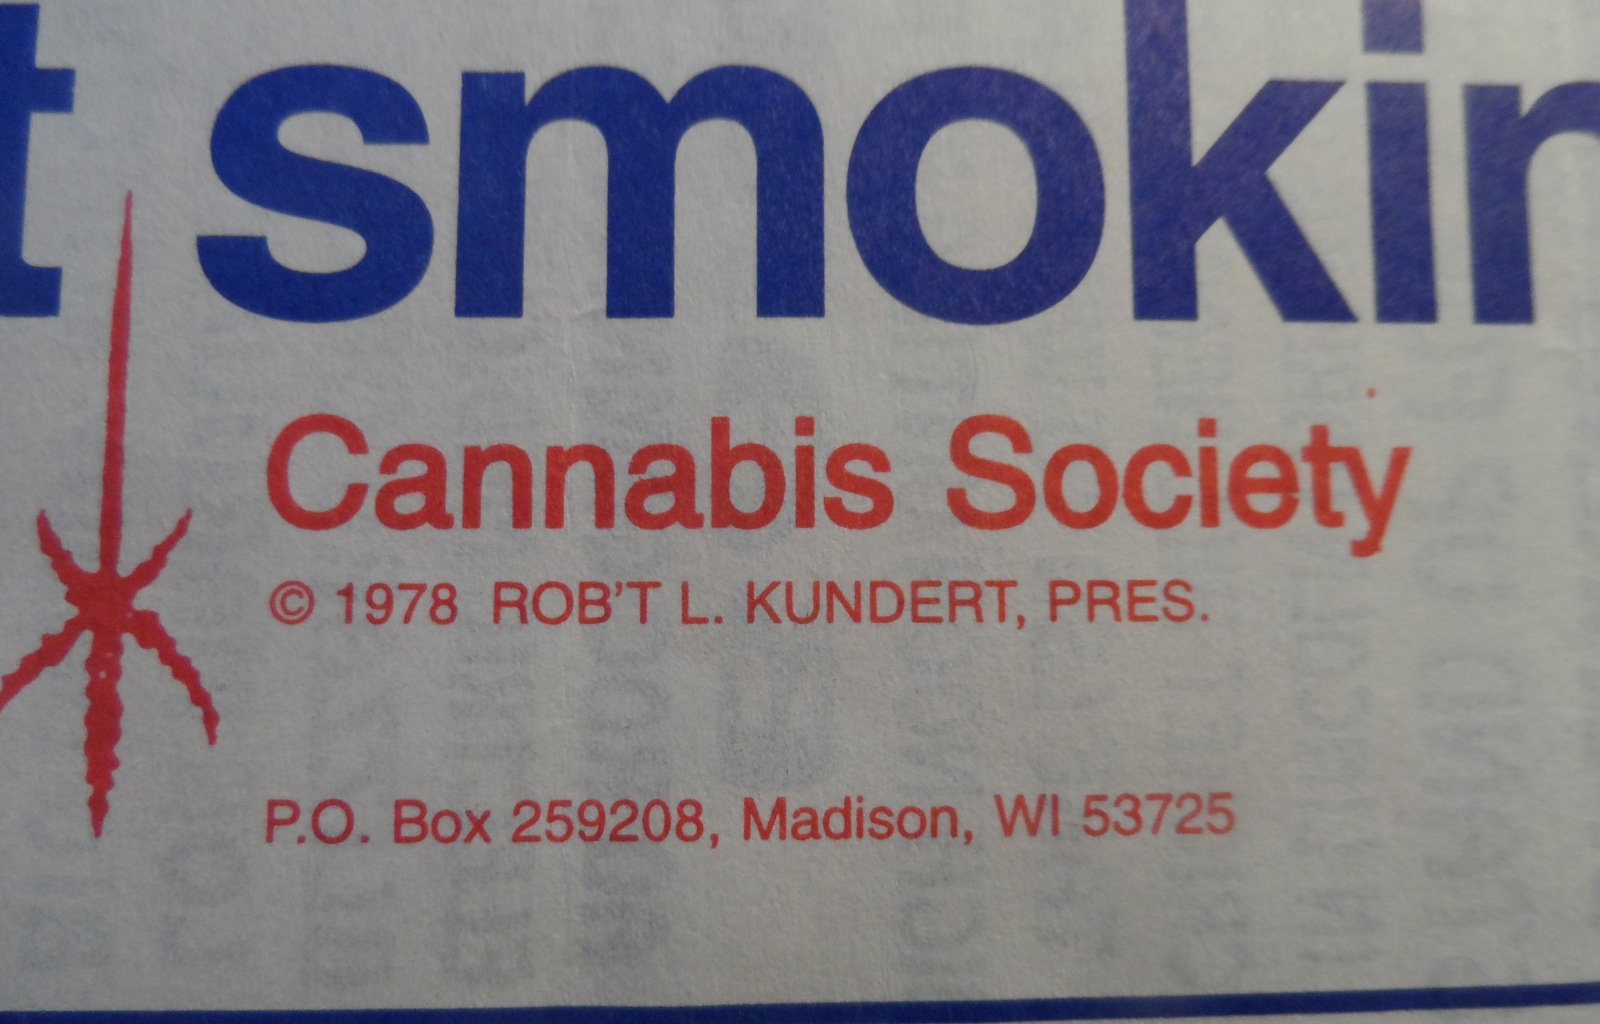 t smokin
Cannabis Society
© 1978 ROB'T L. KUNDERT, PRES.
P.O. Box 259208, Madison, WI 53725